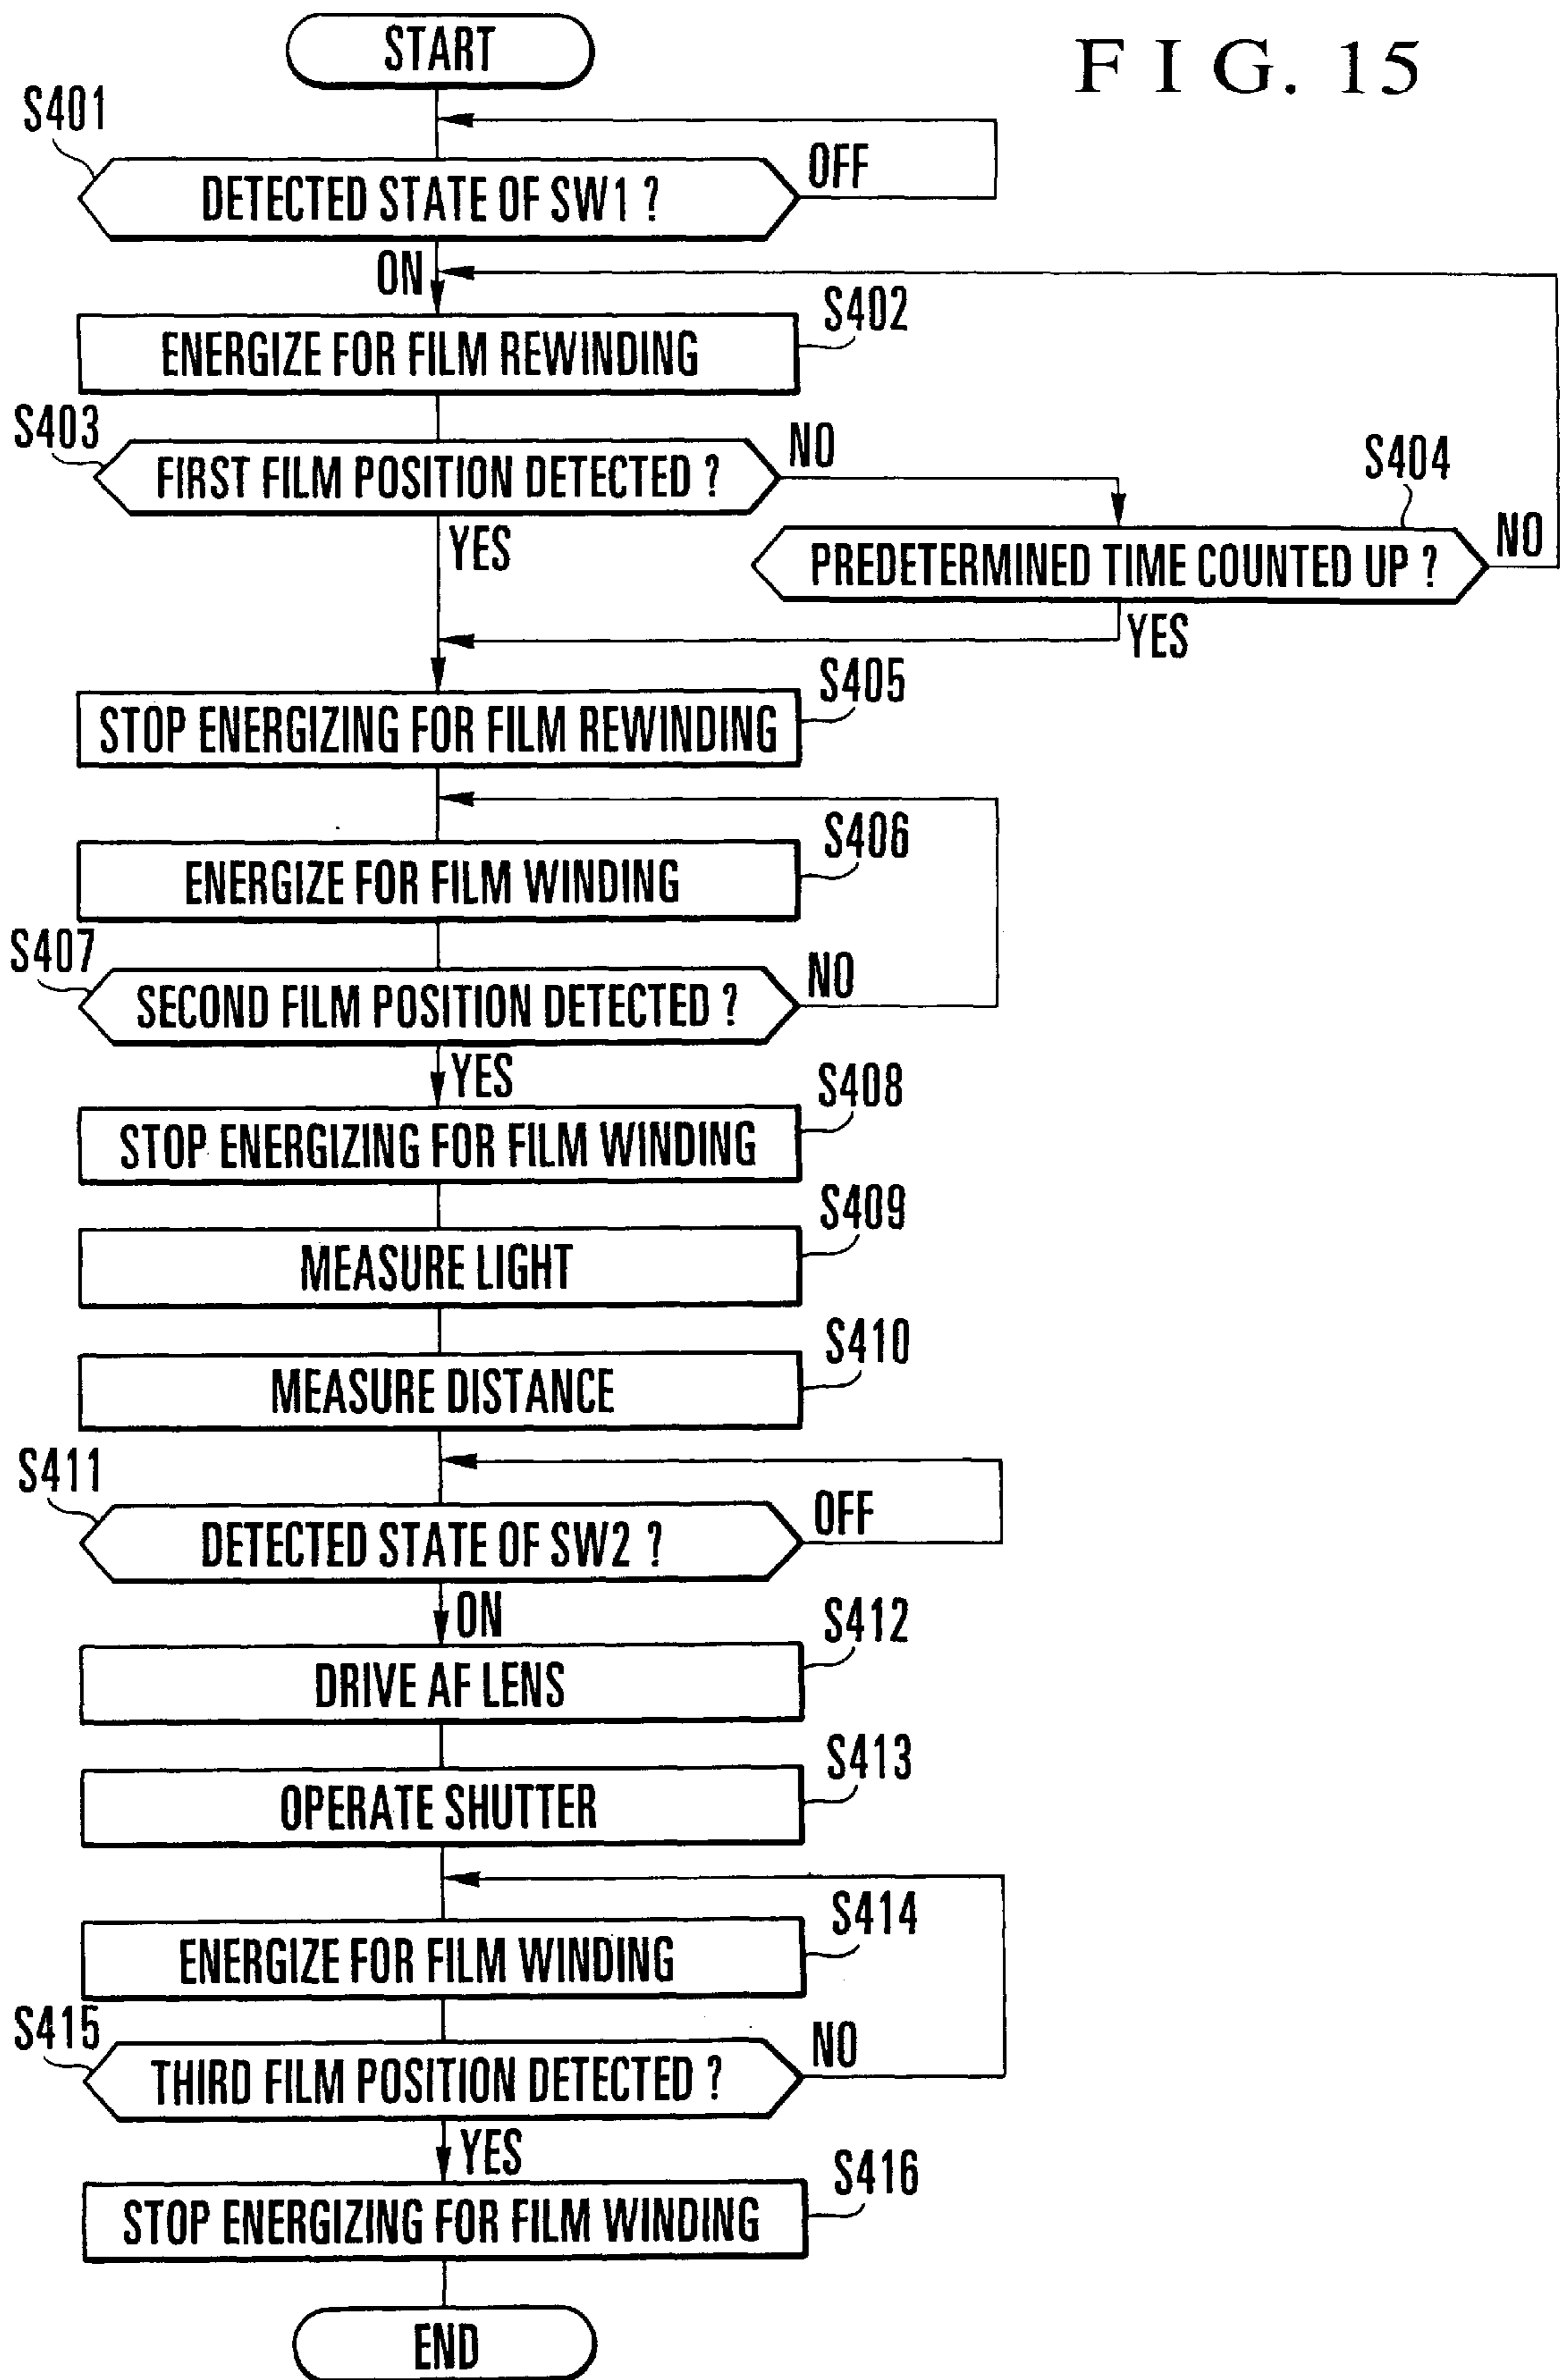 START
F I G. 15
S401
DETECTED STATE OF SW1 ?
OFF
ON
S402
ENERGIZE FOR FILM REWINDING
S403
FIRST FILM POSITION DETECTED ?
NO
S404
YES
PREDETERMINED TIME COUNTED UP ?
NO
YES
S405
STOP ENERGIZING FOR FILM REWINDING
S406
ENERGIZE FOR FILM WINDING
S407
SECOND FILM POSITION DETECTED ?
NO
YES
S408
STOP ENERGIZING FOR FILM WINDING
S409
MEASURE LIGHT
S410
MEASURE DISTANCE
S411
DETECTED STATE OF SW2 ?
OFF
ON
S412
DRIVE AF LENS
S413
OPERATE SHUTTER
S414
ENERGIZE FOR FILM WINDING
S415
THIRD FILM POSITION DETECTED ?
NO
YES
S416
STOP ENERGIZING FOR FILM WINDING
END